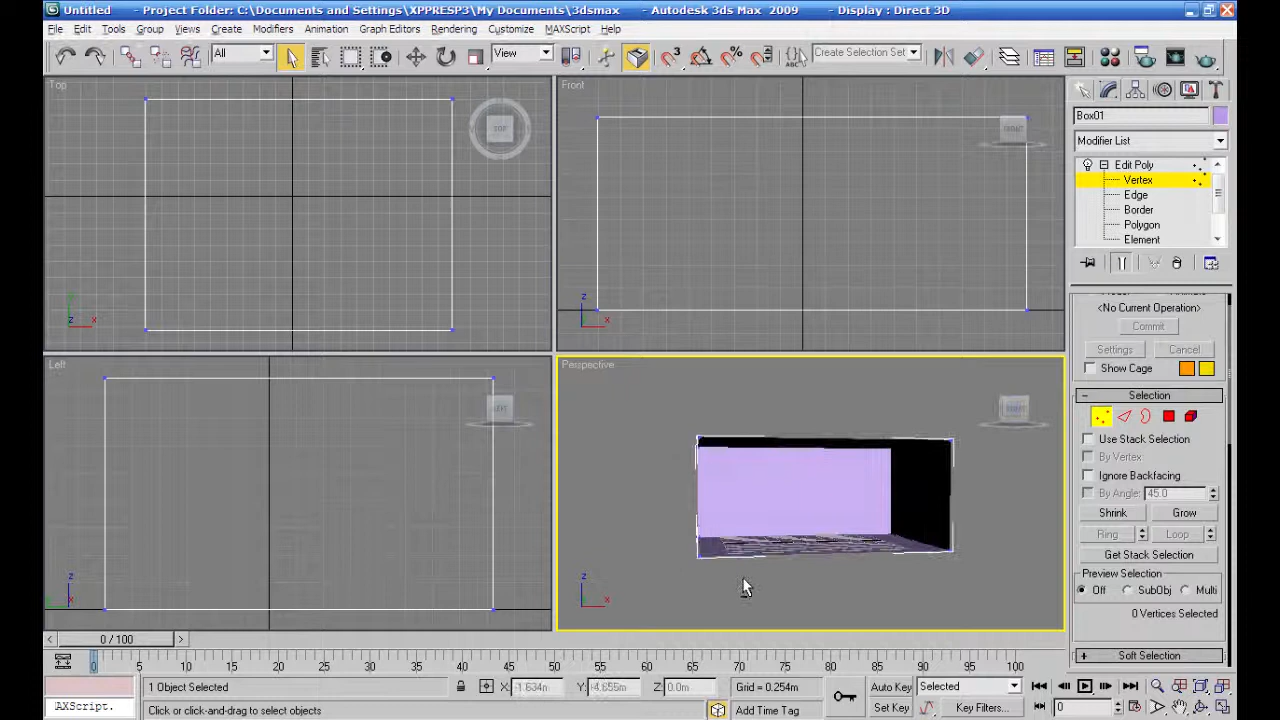 Untitled - Project Folder: C:\Documents and Settings\XPPRESP3\My Documents\3dsmax - Autodesk 3ds Max 2009 - Display : Direct 3D
File Edit Tools Group Views Create Modifiers Animation Graph Editors Rendering Customize MAXScript Help
All View Create Selection Set
Top Front
TOP FRONT
Box01
Modifier List
Edit Poly
Vertex
Edge
Border
Polygon
Element
z x z x
<No Current Operation>
Commit
Settings Cancel
Show Cage
Left Perspective
Selection
Use Stack Selection
By Vertex
Ignore Backfacing
By Angle: 45.0
Shrink Grow
Ring Loop
Get Stack Selection
Preview Selection
Off SubObj Multi
0 Vertices Selected
z z x
0 / 100
Soft Selection
0 5 10 15 20 25 30 35 40 45 50 55 60 65 70 75 80 85 90 95 100
1 Object Selected X: -1.634m Y: -4.655m Z: 0.0m Grid = 0.254m Auto Key Selected
AXScript. Click or click-and-drag to select objects Add Time Tag Set Key Key Filters... 0